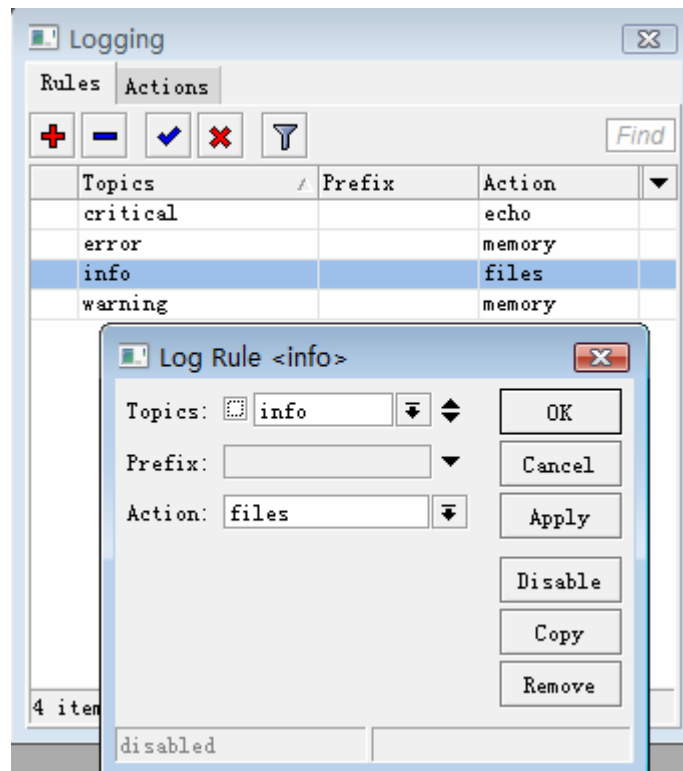 Logging
Rules Actions
Find
Topics Prefix Action
critical echo
error memory
info files
warning memory
Log Rule <info>
Topics: info OK
Prefix: Cancel
Action: files Apply
Disable
Copy
Remove
4 item
disabled